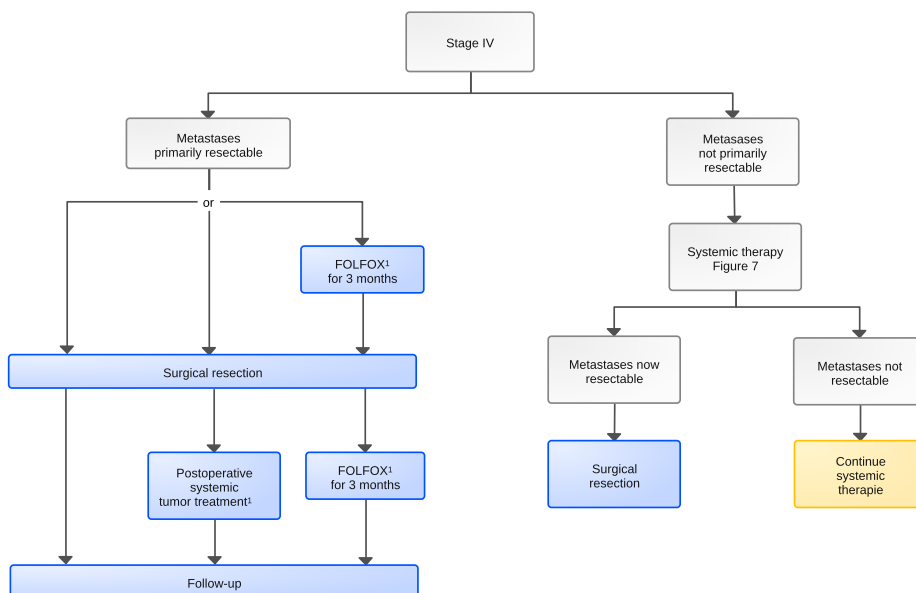 Stage IV
Metastases
primarily resectable
Metasases
not primarily
resectable
or
Systemic therapy
Figure 7
FOLFOX¹
for 3 months
Metastases now
resectable
Metastases not
resectable
Surgical resection
Surgical
resection
Continue
systemic
therapie
Postoperative
systemic
tumor treatment¹
FOLFOX¹
for 3 months
Follow-up